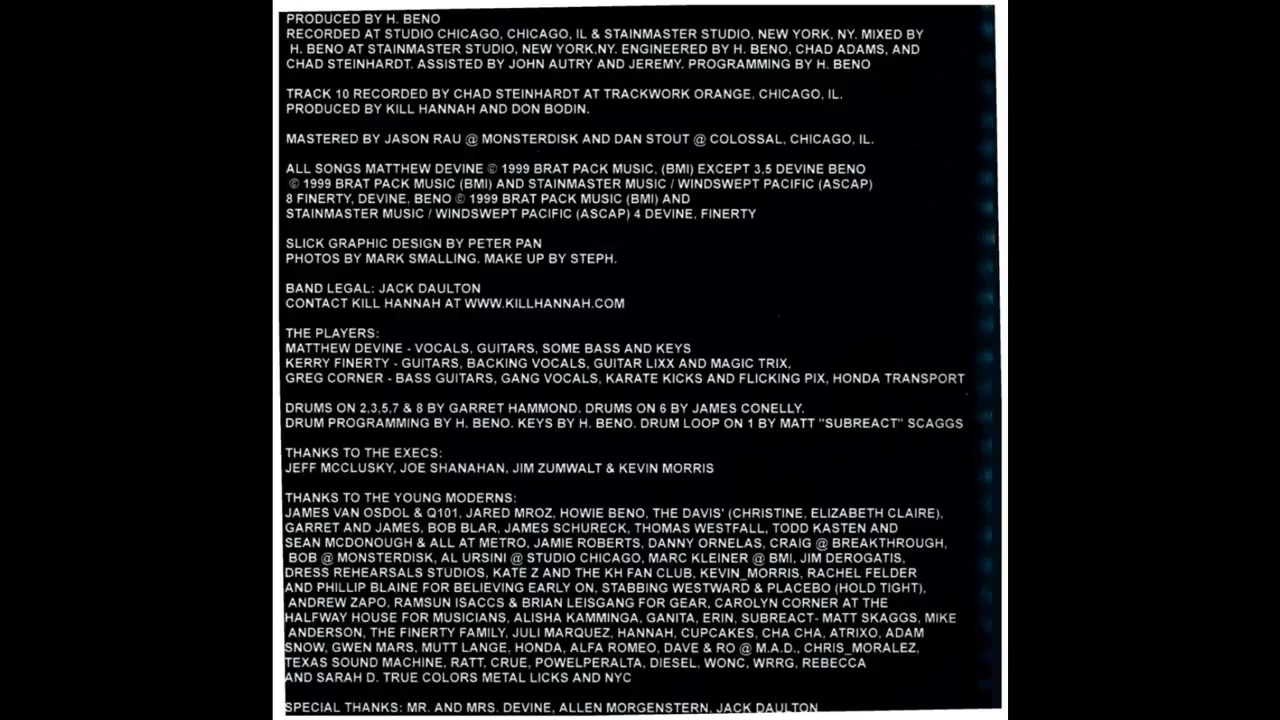 PRODUCED BY H. BENO
RECORDED AT STUDIO CHICAGO, CHICAGO, IL & STAINMASTER STUDIO, NEW YORK, NY. MIXED BY
H. BENO AT STAINMASTER STUDIO, NEW YORK,NY. ENGINEERED BY H. BENO, CHAD ADAMS, AND
CHAD STEINHARDT. ASSISTED BY JOHN AUTRY AND JEREMY. PROGRAMMING BY H. BENO
TRACK 10 RECORDED BY CHAD STEINHARDT AT TRACKWORK ORANGE, CHICAGO, IL.
PRODUCED BY KILL HANNAH AND DON BODIN.
MASTERED BY JASON RAU @ MONSTERDISK AND DAN STOUT @ COLOSSAL, CHICAGO, IL.
ALL SONGS MATTHEW DEVINE © 1999 BRAT PACK MUSIC, (BMI) EXCEPT 3,5 DEVINE BENO
© 1999 BRAT PACK MUSIC (BMI) AND STAINMASTER MUSIC / WINDSWEPT PACIFIC (ASCAP)
8 FINERTY, DEVINE, BENO © 1999 BRAT PACK MUSIC (BMI) AND
STAINMASTER MUSIC / WINDSWEPT PACIFIC (ASCAP) 4 DEVINE, FINERTY
SLICK GRAPHIC DESIGN BY PETER PAN
PHOTOS BY MARK SMALLING. MAKE UP BY STEPH.
BAND LEGAL: JACK DAULTON
CONTACT KILL HANNAH AT WWW.KILLHANNAH.COM
THE PLAYERS:
MATTHEW DEVINE - VOCALS, GUITARS, SOME BASS AND KEYS
KERRY FINERTY - GUITARS, BACKING VOCALS, GUITAR LIXX AND MAGIC TRIX,
GREG CORNER - BASS GUITARS, GANG VOCALS, KARATE KICKS AND FLICKING PIX, HONDA TRANSPORT
DRUMS ON 2,3,5,7 & 8 BY GARRET HAMMOND. DRUMS ON 6 BY JAMES CONELLY.
DRUM PROGRAMMING BY H. BENO. KEYS BY H. BENO. DRUM LOOP ON 1 BY MATT "SUBREACT" SCAGGS
THANKS TO THE EXECS:
JEFF MCCLUSKY, JOE SHANAHAN, JIM ZUMWALT & KEVIN MORRIS
THANKS TO THE YOUNG MODERNS:
JAMES VAN OSDOL & Q101, JARED MROZ, HOWIE BENO, THE DAVIS' (CHRISTINE, ELIZABETH CLAIRE),
GARRET AND JAMES, BOB BLAR, JAMES SCHURECK, THOMAS WESTFALL, TODD KASTEN AND
SEAN MCDONOUGH & ALL AT METRO, JAMIE ROBERTS, DANNY ORNELAS, CRAIG @ BREAKTHROUGH,
BOB @ MONSTERDISK, AL URSINI @ STUDIO CHICAGO, MARC KLEINER @ BMI, JIM DEROGATIS,
DRESS REHEARSALS STUDIOS, KATE Z AND THE KH FAN CLUB, KEVIN_MORRIS, RACHEL FELDER
AND PHILLIP BLAINE FOR BELIEVING EARLY ON, STABBING WESTWARD & PLACEBO (HOLD TIGHT),
ANDREW ZAPO, RAMSUN ISACCS & BRIAN LEISGANG FOR GEAR, CAROLYN CORNER AT THE
HALFWAY HOUSE FOR MUSICIANS, ALISHA KAMMINGA, GANITA, ERIN, SUBREACT- MATT SKAGGS, MIKE
ANDERSON, THE FINERTY FAMILY, JULI MARQUEZ, HANNAH, CUPCAKES, CHA CHA, ATRIXO, ADAM
SNOW, GWEN MARS, MUTT LANGE, HONDA, ALFA ROMEO, DAVE & RO @ M.A.D., CHRIS_MORALEZ,
TEXAS SOUND MACHINE, RATT, CRUE, POWELPERALTA, DIESEL, WONC, WRRG, REBECCA
AND SARAH D. TRUE COLORS METAL LICKS AND NYC
SPECIAL THANKS: MR. AND MRS. DEVINE, ALLEN MORGENSTERN, JACK DAULTON